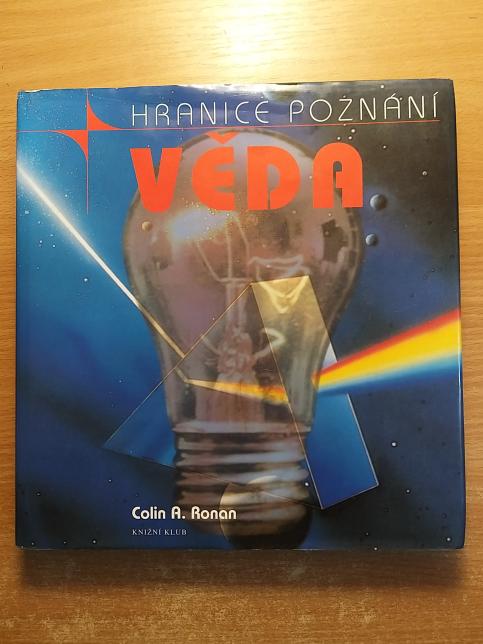 HRANICE POZNÁNÍ
VĚDA
Colin A. Ronan
KNIŽNÍ KLUB